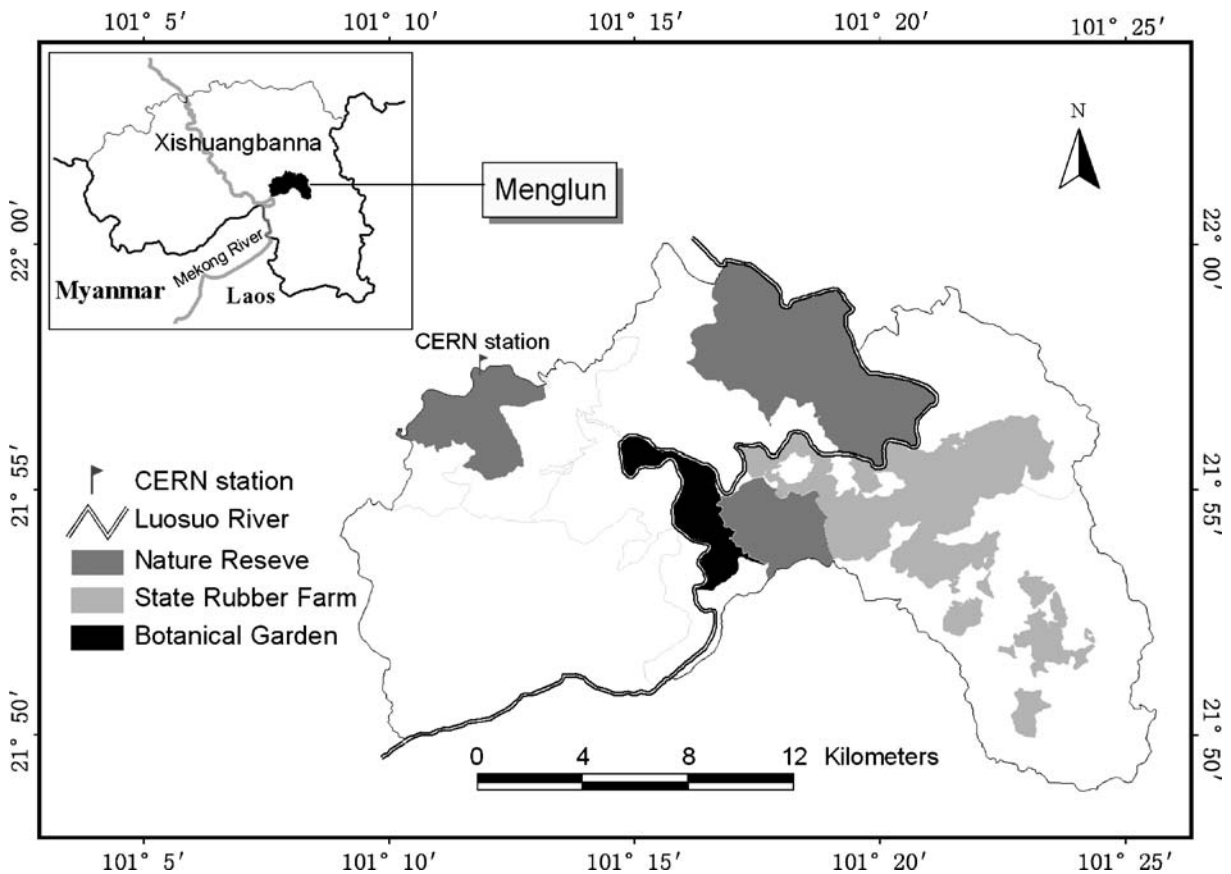 101° 5′ 101° 10′ 101° 15′ 101° 20′ 101° 25′
N
Xishuangbanna
Menglun
Mekong River
Myanmar
Laos
22° 00′ 22° 00′
CERN station
21° 55′ 21° 55′
CERN station
Luosuo River
Nature Reseve
State Rubber Farm
Botanical Garden
21° 50′ 21° 50′
0 4 8 12 Kilometers
101° 5′ 101° 10′ 101° 15′ 101° 20′ 101° 25′